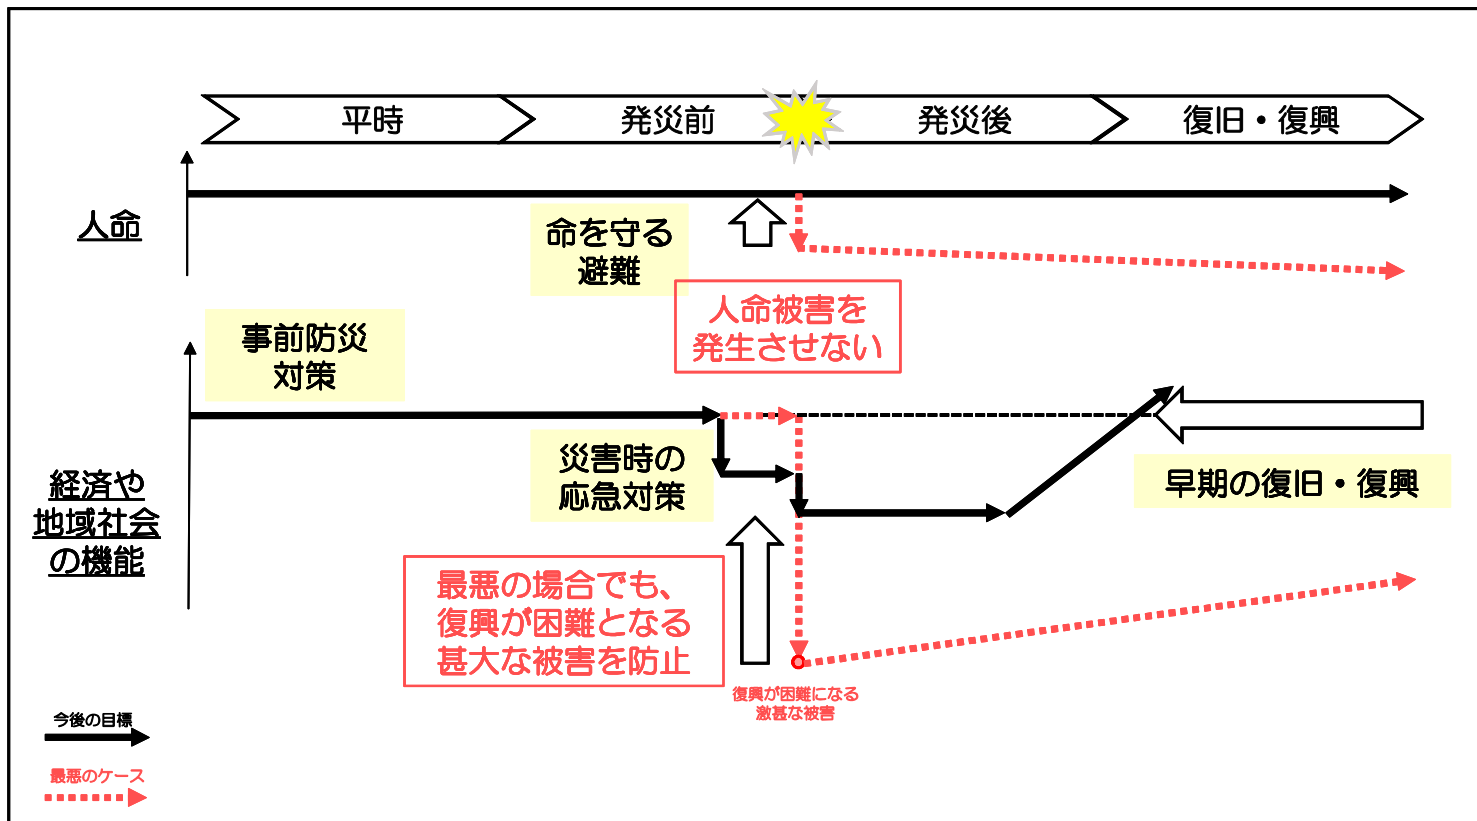 平時
発災前
発災後
復旧・復興
人命
命を守る
避難
人命被害を
発生させない
事前防災
対策
経済や
地域社会
の機能
災害時の
応急対策
早期の復旧・復興
最悪の場合でも、
復興が困難となる
甚大な被害を防止
復興が困難になる
激甚な被害
今後の目標
最悪のケース